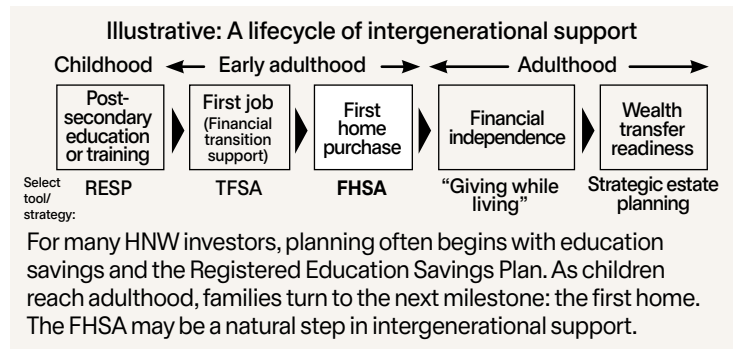 Illustrative: A lifecycle of intergenerational support
Childhood
Early adulthood
Adulthood
Post-
secondary
education
or training
First job
(Financial
transition
support)
First
home
purchase
Financial
independence
Wealth
transfer
readiness
Select
tool/
strategy:
RESP
TFSA
FHSA
“Giving while
living”
Strategic estate
planning
For many HNW investors, planning often begins with education
savings and the Registered Education Savings Plan. As children
reach adulthood, families turn to the next milestone: the first home.
The FHSA may be a natural step in intergenerational support.